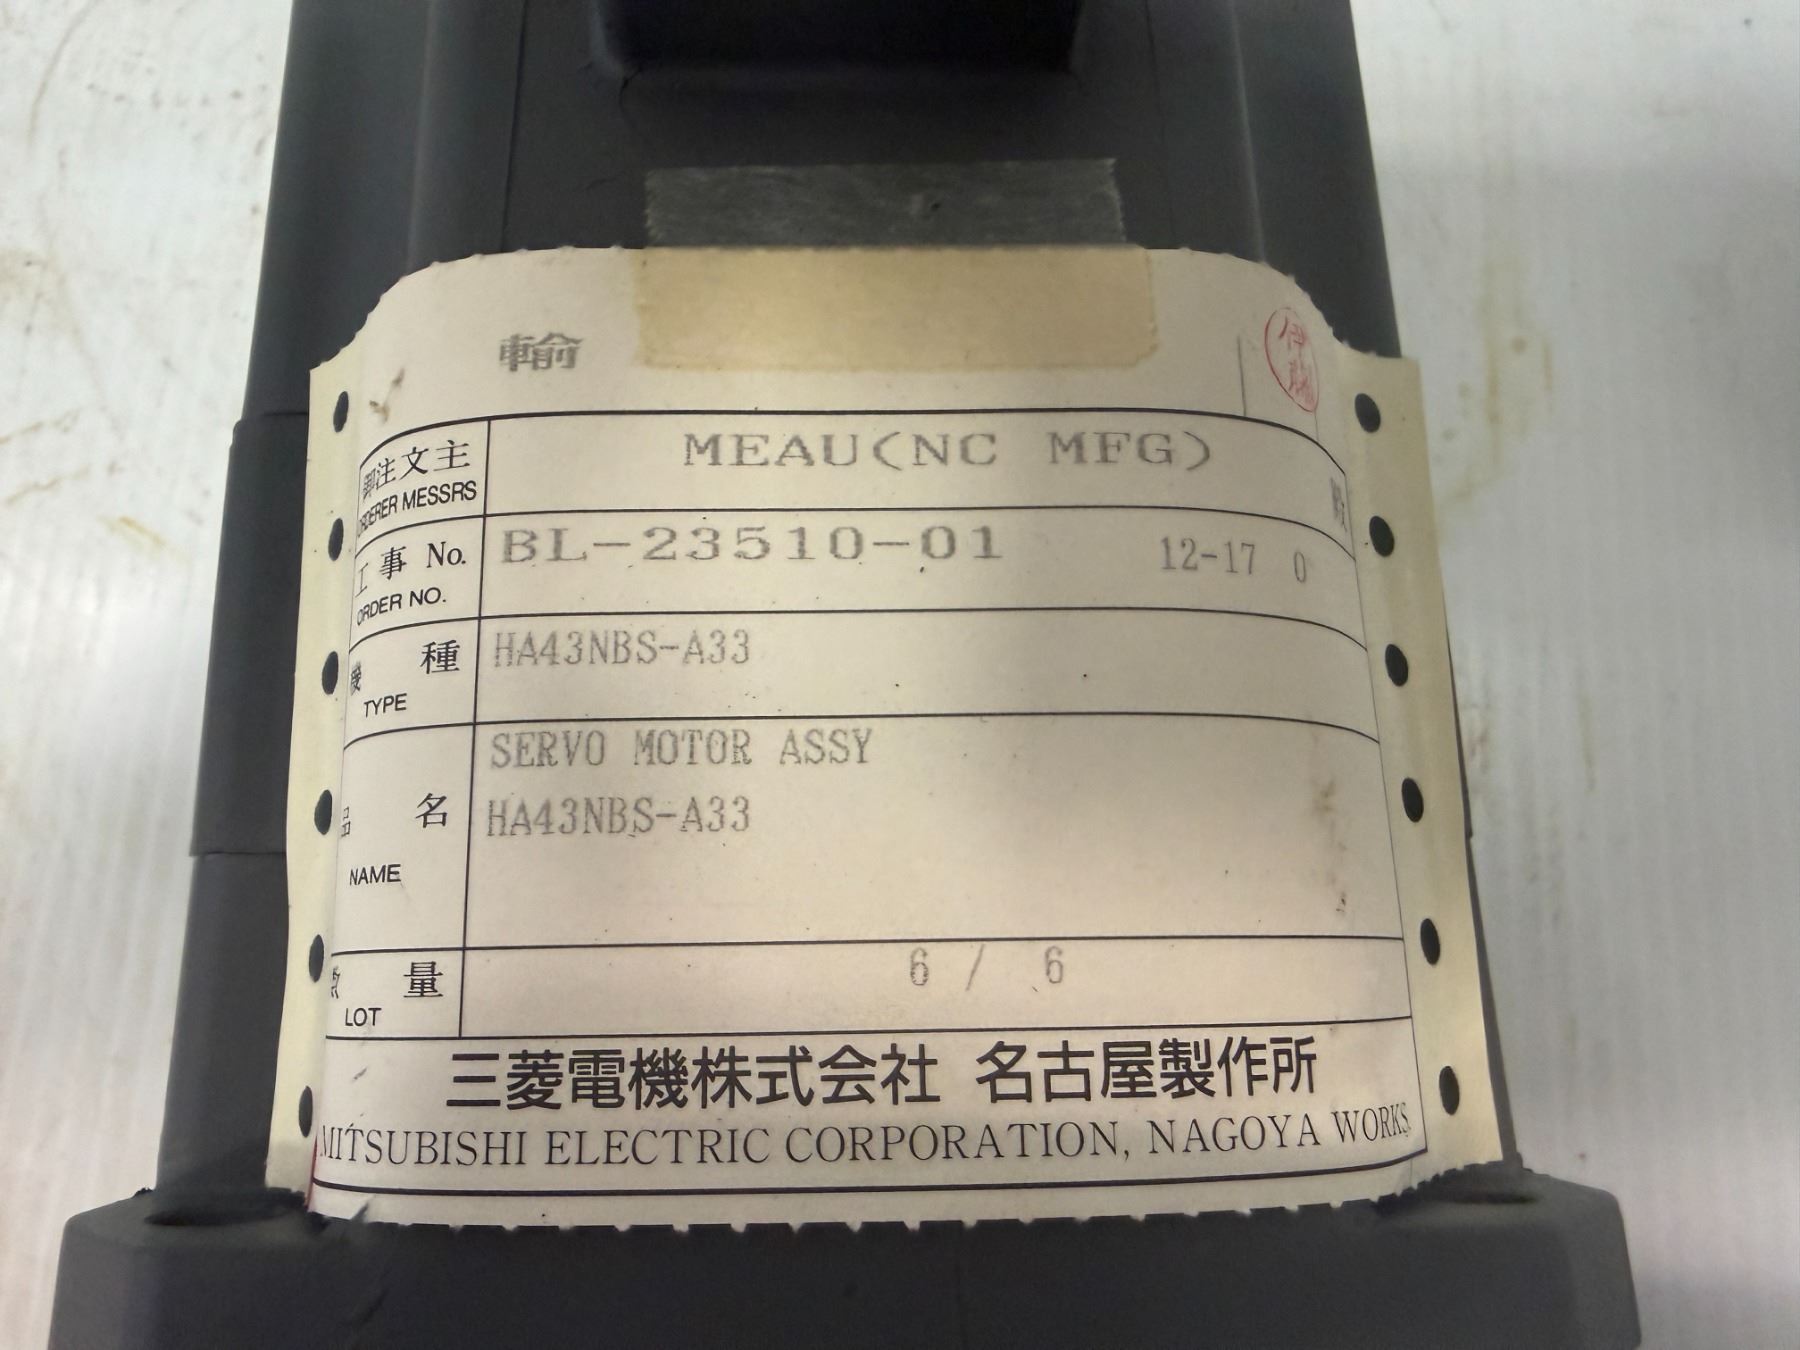 輸
伊藤
御注文主 MEAU(NC MFG) 殿
ORDERER MESSRS
工事 No. BL-23510-01 12-17 0
ORDER NO.
機種 HA43NBS-A33
TYPE
SERVO MOTOR ASSY
品名 HA43NBS-A33
NAME
数量 6 / 6
LOT
三菱電機株式会社 名古屋製作所
MITSUBISHI ELECTRIC CORPORATION, NAGOYA WORKS.